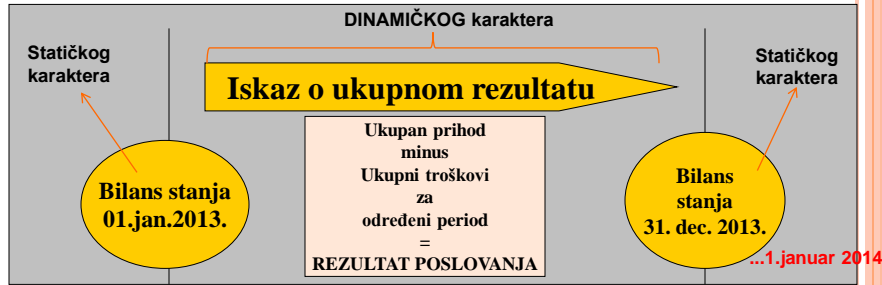 DINAMIČKOG karaktera
Statičkog
karaktera
Statičkog
karaktera
Iskaz o ukupnom rezultatu
Ukupan prihod
minus
Ukupni troškovi
za
određeni period
=
REZULTAT POSLOVANJA
Bilans stanja
01.jan.2013.
Bilans
stanja
31. dec. 2013.
...1.januar 2014